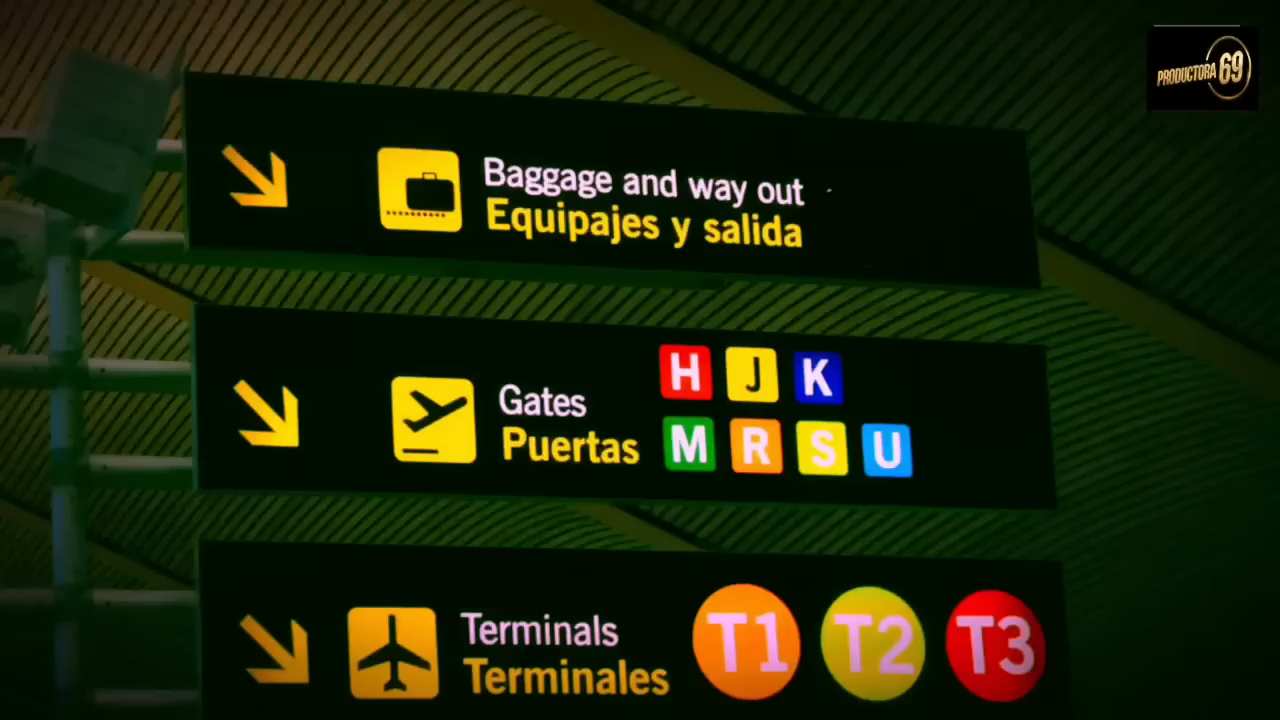 PRODUCTORA 69
Baggage and way out
Equipajes y salida
Gates
Puertas
H J K
M R S U
Terminals
Terminales
T1 T2 T3